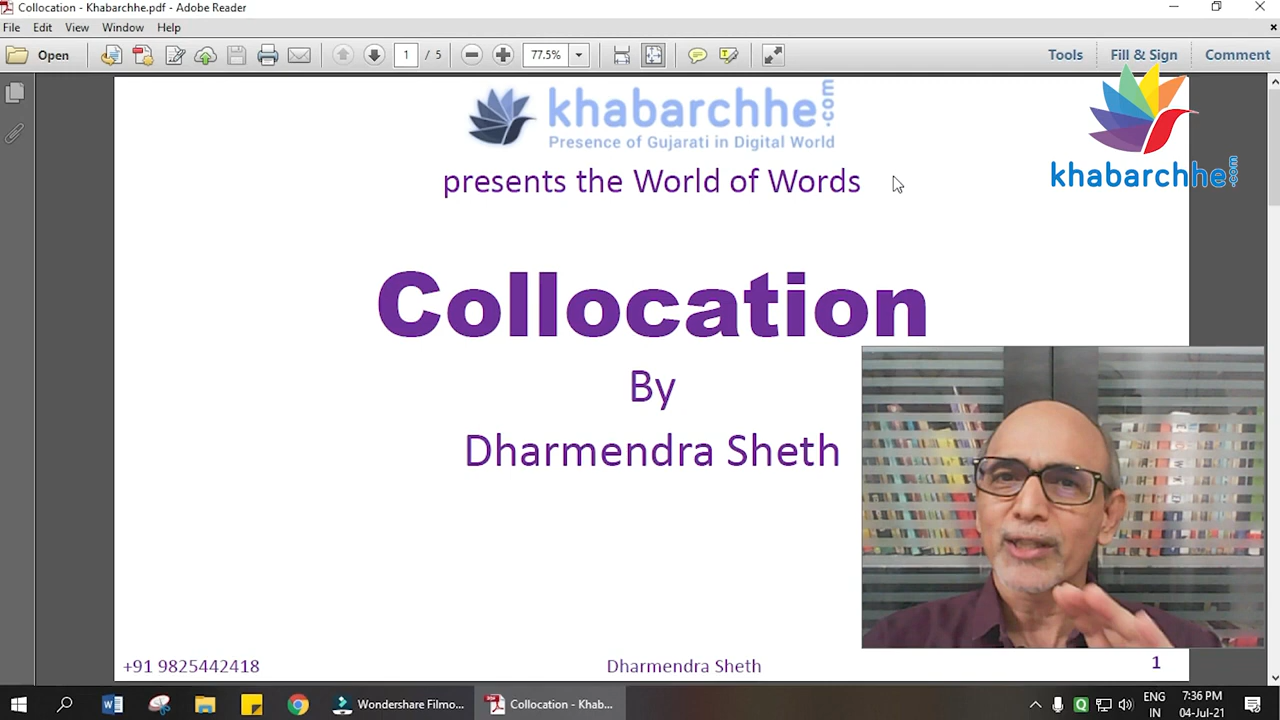 Collocation - Khabarchhe.pdf - Adobe Reader
File Edit View Window Help
Open 1 / 5 77.5% Tools Fill & Sign Comment
khabarchhe.com
Presence of Gujarati in Digital World
khabarchhe.com
presents the World of Words
Collocation
By
Dharmendra Sheth
+91 9825442418 Dharmendra Sheth 1
Wondershare Filmo... Collocation - Khab... ENG 7:36 PM
IN 04-Jul-21